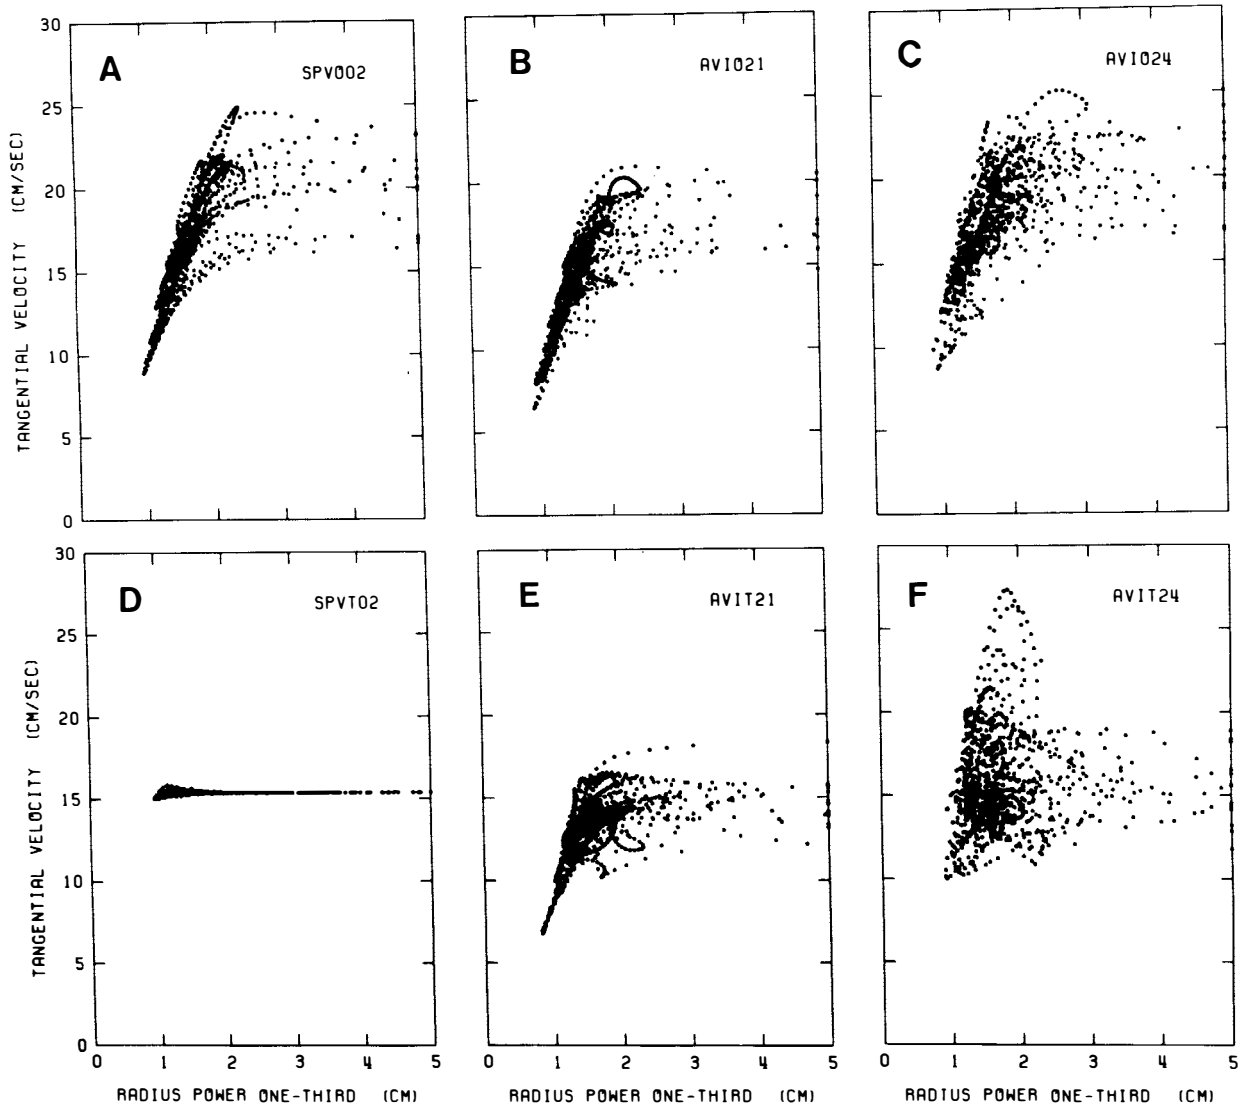 30
25
20
15
10
5
0
TANGENTIAL VELOCITY (CM/SEC)
A
SPV002
B
AVI021
C
AVI024
30
25
20
15
10
5
0
TANGENTIAL VELOCITY (CM/SEC)
D
SPVT02
E
AVIT21
F
AVIT24
0 1 2 3 4 5
0 1 2 3 4 5
0 1 2 3 4 5
RADIUS POWER ONE-THIRD (CM)
RADIUS POWER ONE-THIRD (CM)
RADIUS POWER ONE-THIRD (CM)